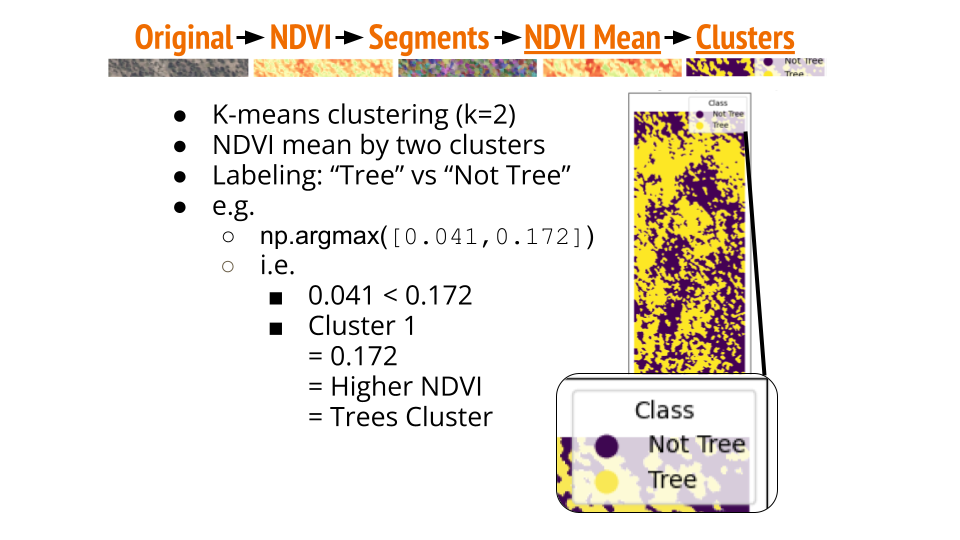 Original → NDVI → Segments → NDVI Mean → Clusters
Not Tree
Tree
● K-means clustering (k=2)
● NDVI mean by two clusters
● Labeling: “Tree” vs “Not Tree”
● e.g.
○ np.argmax([0.041,0.172])
○ i.e.
■ 0.041 < 0.172
■ Cluster 1
= 0.172
= Higher NDVI
= Trees Cluster
Class
Not Tree
Tree
Class
Not Tree
Tree